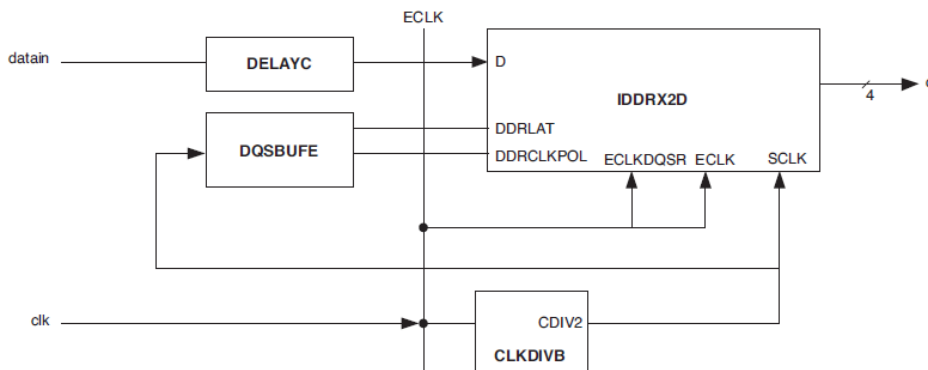 ECLK
datain
DELAYC
D
IDDRX2D
4
DQSBUFE
DDRLAT
DDRCLKPOL
ECLKDQSR ECLK SCLK
clk
CDIV2
CLKDIVB